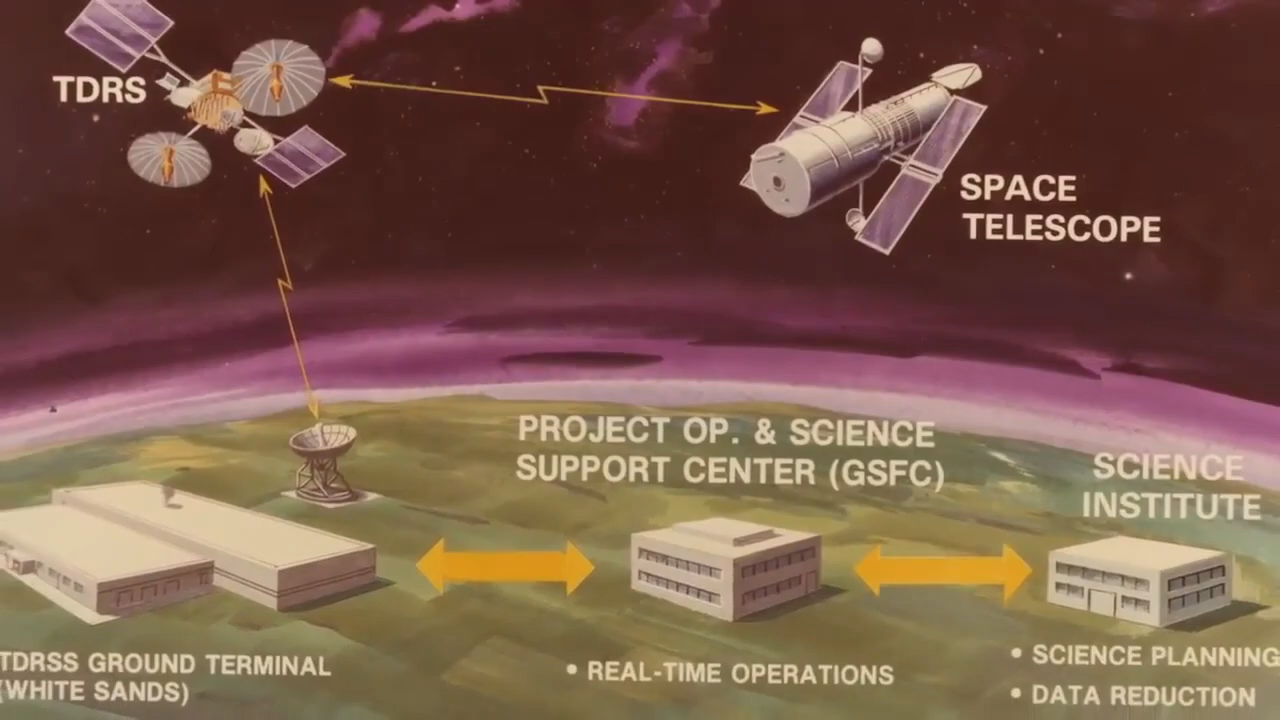 TDRS
SPACE
TELESCOPE
PROJECT OP. & SCIENCE
SUPPORT CENTER (GSFC)
SCIENCE
INSTITUTE
TDRSS GROUND TERMINAL
(WHITE SANDS)
• REAL-TIME OPERATIONS
• SCIENCE PLANNING
• DATA REDUCTION